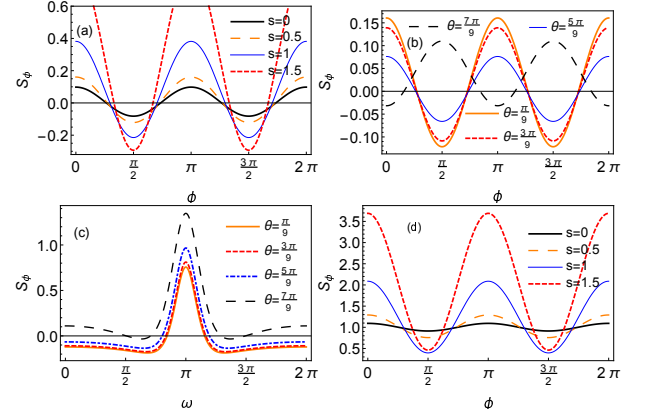 (a)
s=0
s=0.5
s=1
s=1.5
0.6
0.4
0.2
0.0
-0.2
Sϕ
0 π/2 π 3π/2 2π
ϕ
(b)
θ=7π/9
θ=5π/9
θ=π/9
θ=3π/9
0.15
0.10
0.05
0.00
-0.05
-0.10
Sϕ
0 π/2 π 3π/2 2π
ϕ
(c)
θ=π/9
θ=3π/9
θ=5π/9
θ=7π/9
1.0
0.5
0.0
Sϕ
0 π/2 π 3π/2 2π
ω
(d)
s=0
s=0.5
s=1
s=1.5
3.5
3.0
2.5
2.0
1.5
1.0
0.5
Sϕ
0 π/2 π 3π/2 2π
ϕ